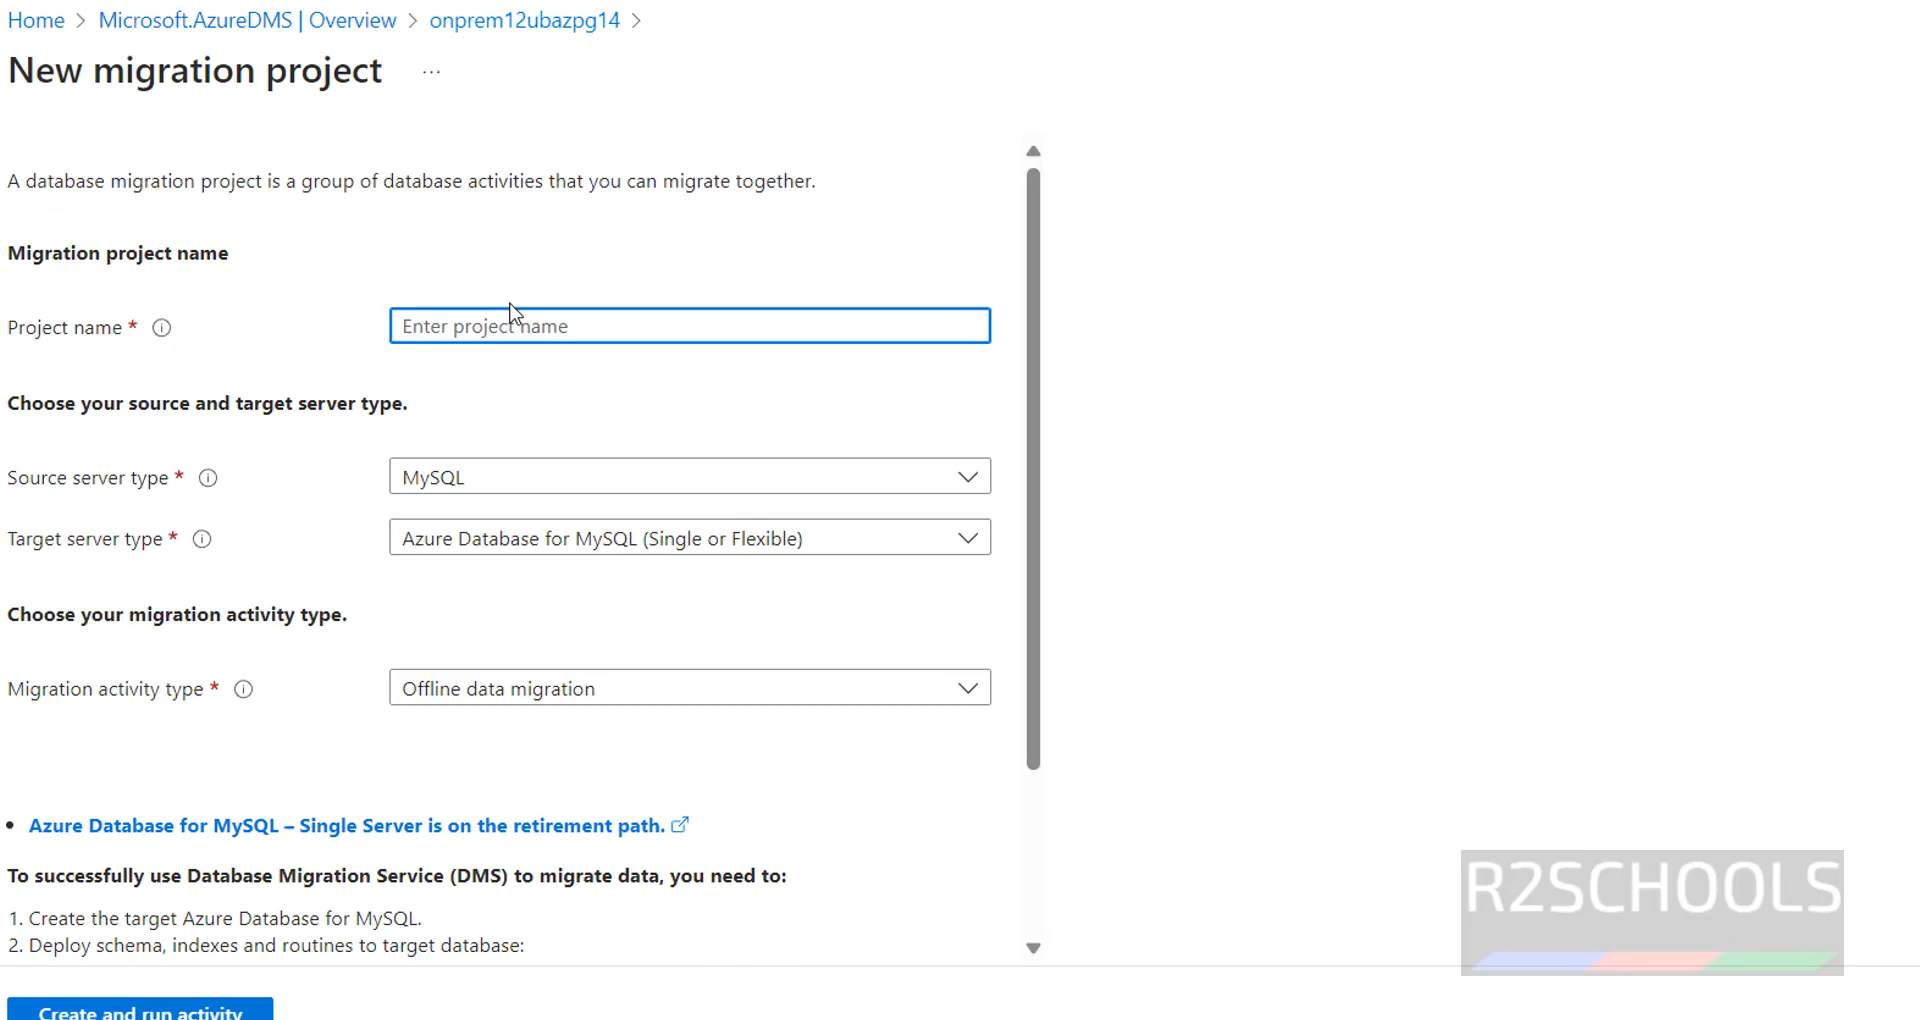 Home > Microsoft.AzureDMS | Overview > onprem12ubazpg14 >
New migration project ...
A database migration project is a group of database activities that you can migrate together.
Migration project name
Project name * Enter project name
Choose your source and target server type.
Source server type * MySQL
Target server type * Azure Database for MySQL (Single or Flexible)
Choose your migration activity type.
Migration activity type * Offline data migration
• Azure Database for MySQL – Single Server is on the retirement path.
To successfully use Database Migration Service (DMS) to migrate data, you need to:
1. Create the target Azure Database for MySQL.
2. Deploy schema, indexes and routines to target database:
R2SCHOOLS
Create and run activity